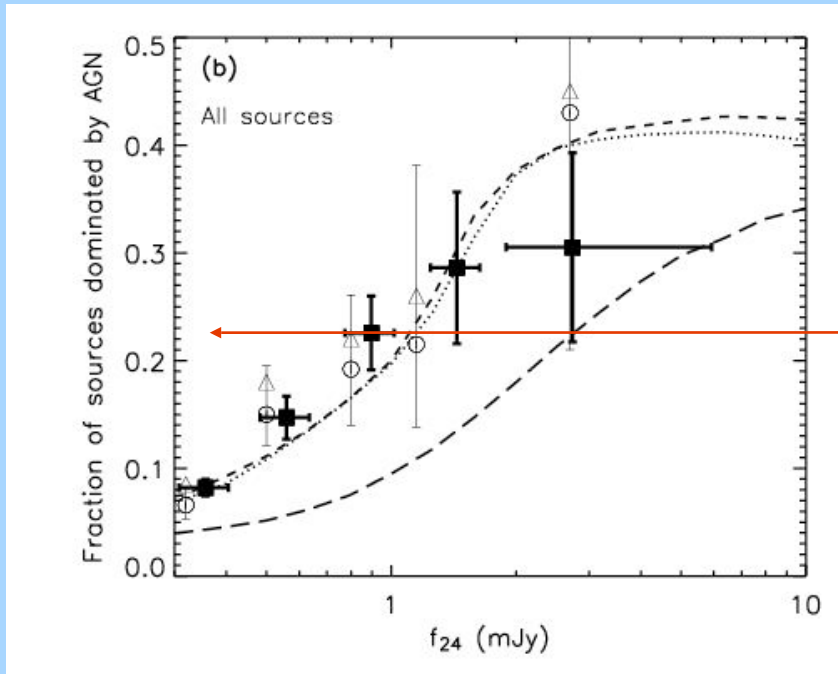 (b)
All sources
Fraction of sources dominated by AGN
0.5
0.4
0.3
0.2
0.1
0.0
1
10
f24 (mJy)